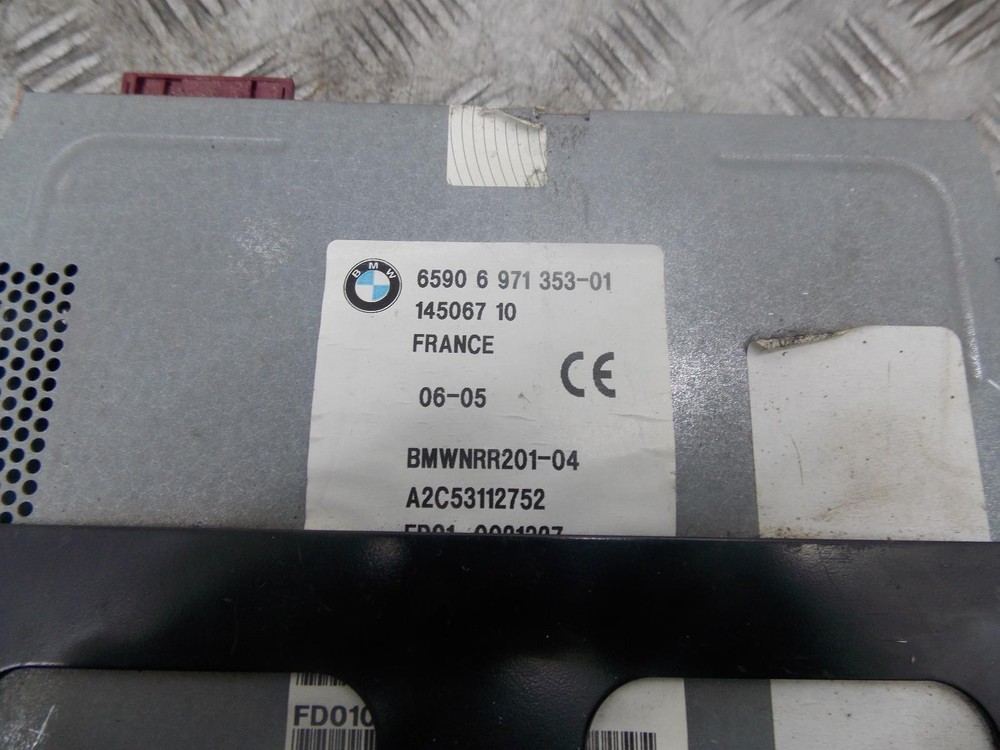 BMW
6590 6 971 353-01
145067 10
FRANCE
CE
06-05
BMWNRR201-04
A2C53112752
FD010